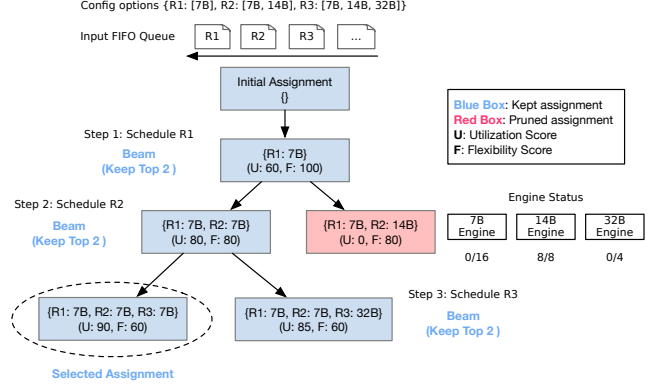 Config options {R1: [7B], R2: [7B, 14B], R3: [7B, 14B, 32B]}
Input FIFO Queue
R1
R2
R3
...
Initial Assignment
{}
Blue Box: Kept assignment
Red Box: Pruned assignment
U: Utilization Score
F: Flexibility Score
Step 1: Schedule R1
Beam
(Keep Top 2 )
{R1: 7B}
(U: 60, F: 100)
Step 2: Schedule R2
Beam
(Keep Top 2 )
{R1: 7B, R2: 7B}
(U: 80, F: 80)
{R1: 7B, R2: 14B}
(U: 0, F: 80)
Engine Status
7B
Engine
14B
Engine
32B
Engine
0/16
8/8
0/4
{R1: 7B, R2: 7B, R3: 7B}
(U: 90, F: 60)
{R1: 7B, R2: 7B, R3: 32B}
(U: 85, F: 60)
Step 3: Schedule R3
Beam
(Keep Top 2 )
Selected Assignment